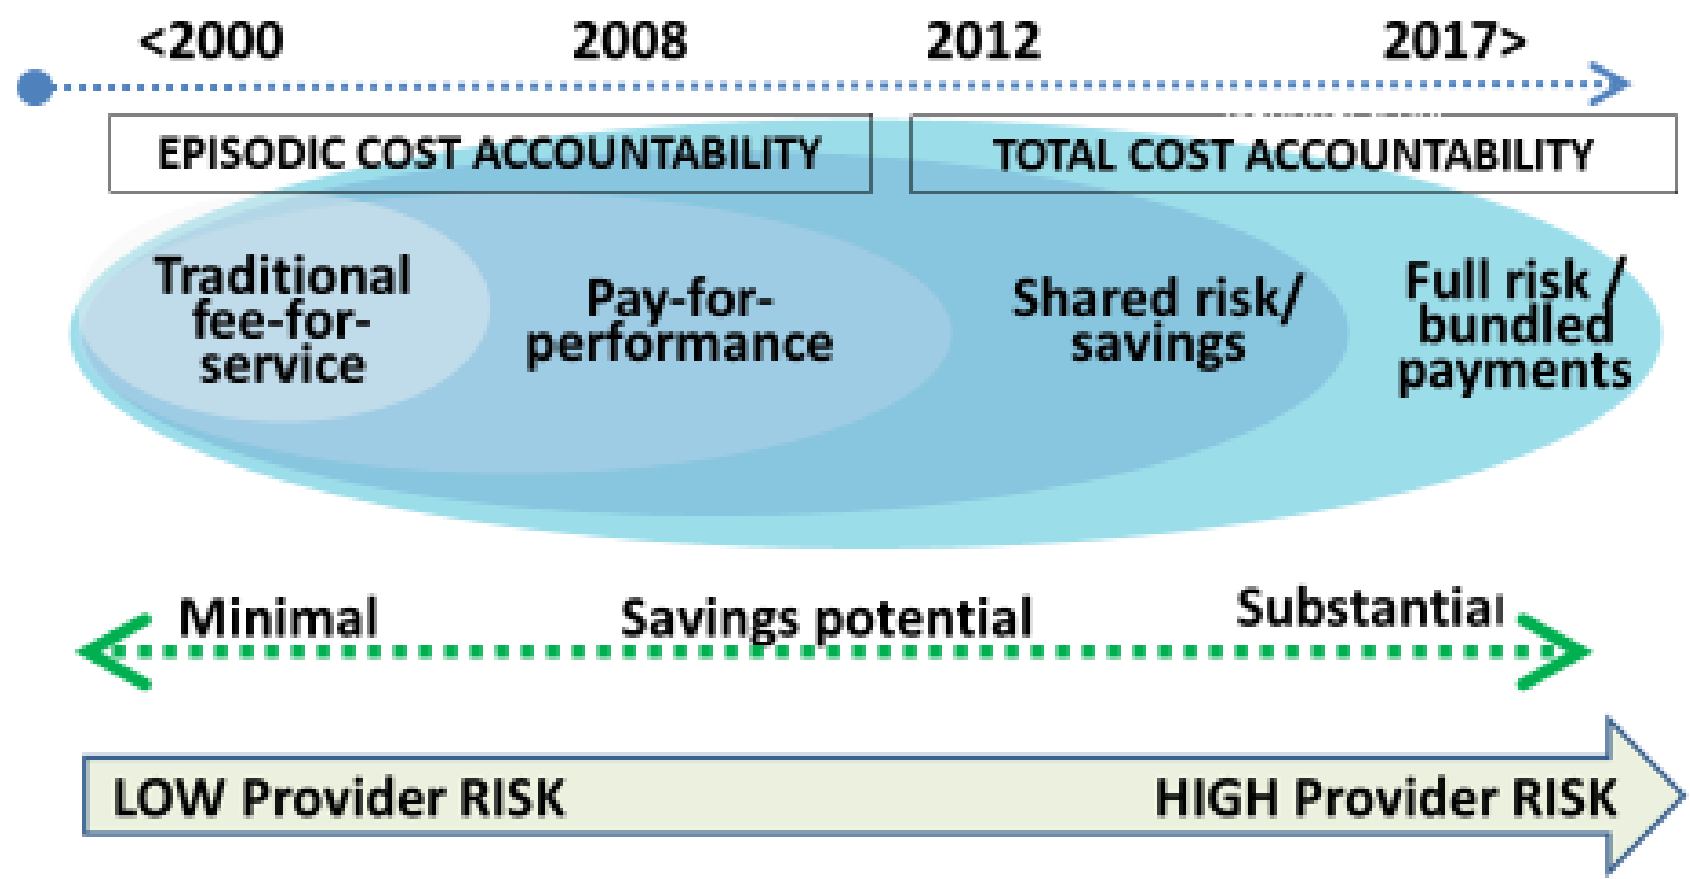 <2000 2008 2012 2017>
EPISODIC COST ACCOUNTABILITY TOTAL COST ACCOUNTABILITY
Traditional
fee-for-
service
Pay-for-
performance
Shared risk/
savings
Full risk /
bundled
payments
Minimal Savings potential Substantial
LOW Provider RISK HIGH Provider RISK